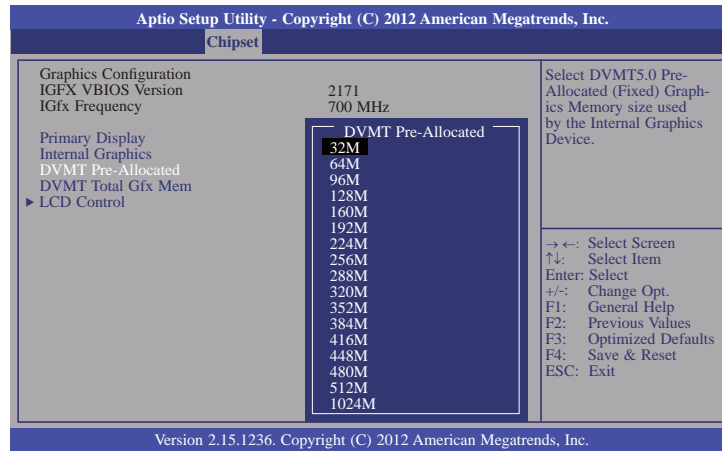 Aptio Setup Utility - Copyright (C) 2012 American Megatrends, Inc.
Chipset
Graphics Configuration
IGFX VBIOS Version 2171
IGfx Frequency 700 MHz
Primary Display
Internal Graphics
DVMT Pre-Allocated
DVMT Total Gfx Mem
▶ LCD Control
DVMT Pre-Allocated
32M
64M
96M
128M
160M
192M
224M
256M
288M
320M
352M
384M
416M
448M
480M
512M
1024M
Select DVMT5.0 Pre-
Allocated (Fixed) Graph-
ics Memory size used
by the Internal Graphics
Device.
→←: Select Screen
↑↓: Select Item
Enter: Select
+/-: Change Opt.
F1: General Help
F2: Previous Values
F3: Optimized Defaults
F4: Save & Reset
ESC: Exit
Version 2.15.1236. Copyright (C) 2012 American Megatrends, Inc.